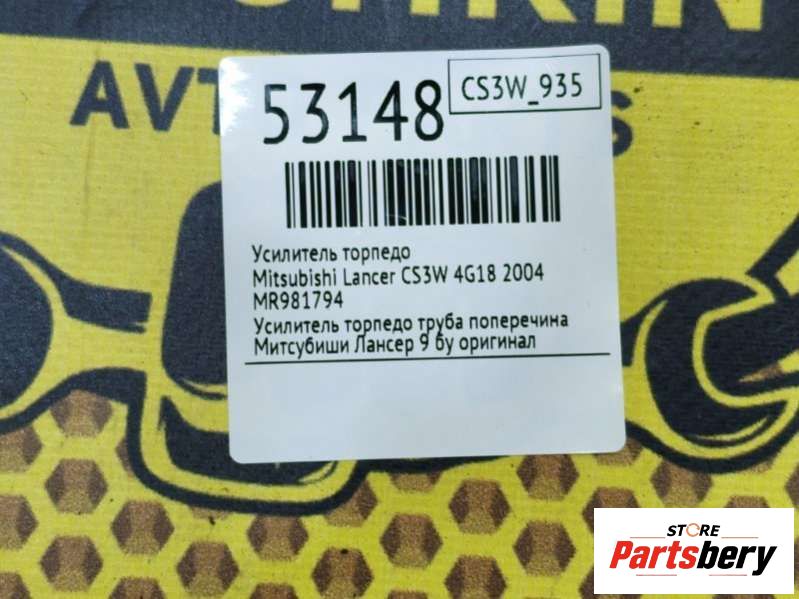 AVT
S
53148
CS3W_935
Усилитель торпедо
Mitsubishi Lancer CS3W 4G18 2004
MR981794
Усилитель торпедо труба поперечина
Митсубиши Лансер 9 бу оригинал
STORE
Partsbery